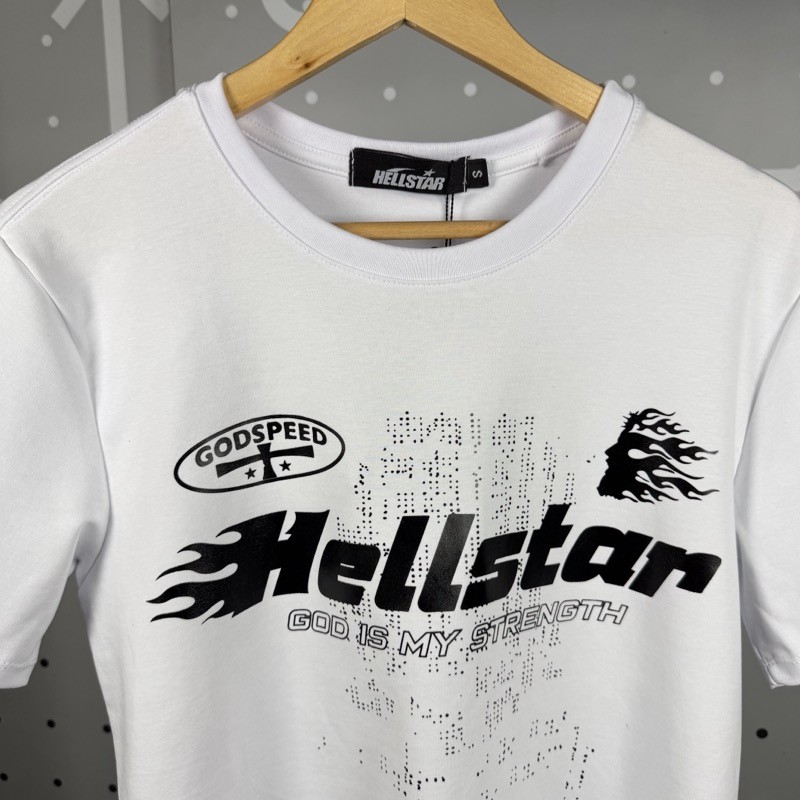 HELLSTAR
S
GODSPEED
Hellstar
GOD IS MY STRENGTH